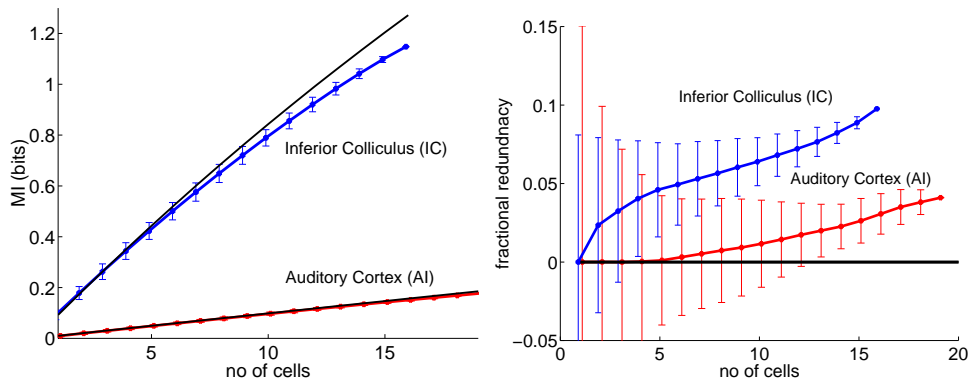 MI (bits)
1.2
1
0.8
0.6
0.4
0.2
0
5
10
15
no of cells
Inferior Colliculus (IC)
Auditory Cortex (AI)
fractional redundnacy
0.15
0.1
0.05
0
−0.05
0
5
10
15
20
no of cells
Inferior Colliculus (IC)
Auditory Cortex (AI)